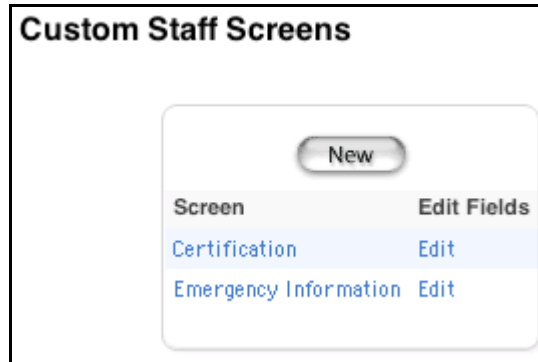 Custom Staff Screens
New
Screen Edit Fields
Certification Edit
Emergency Information Edit